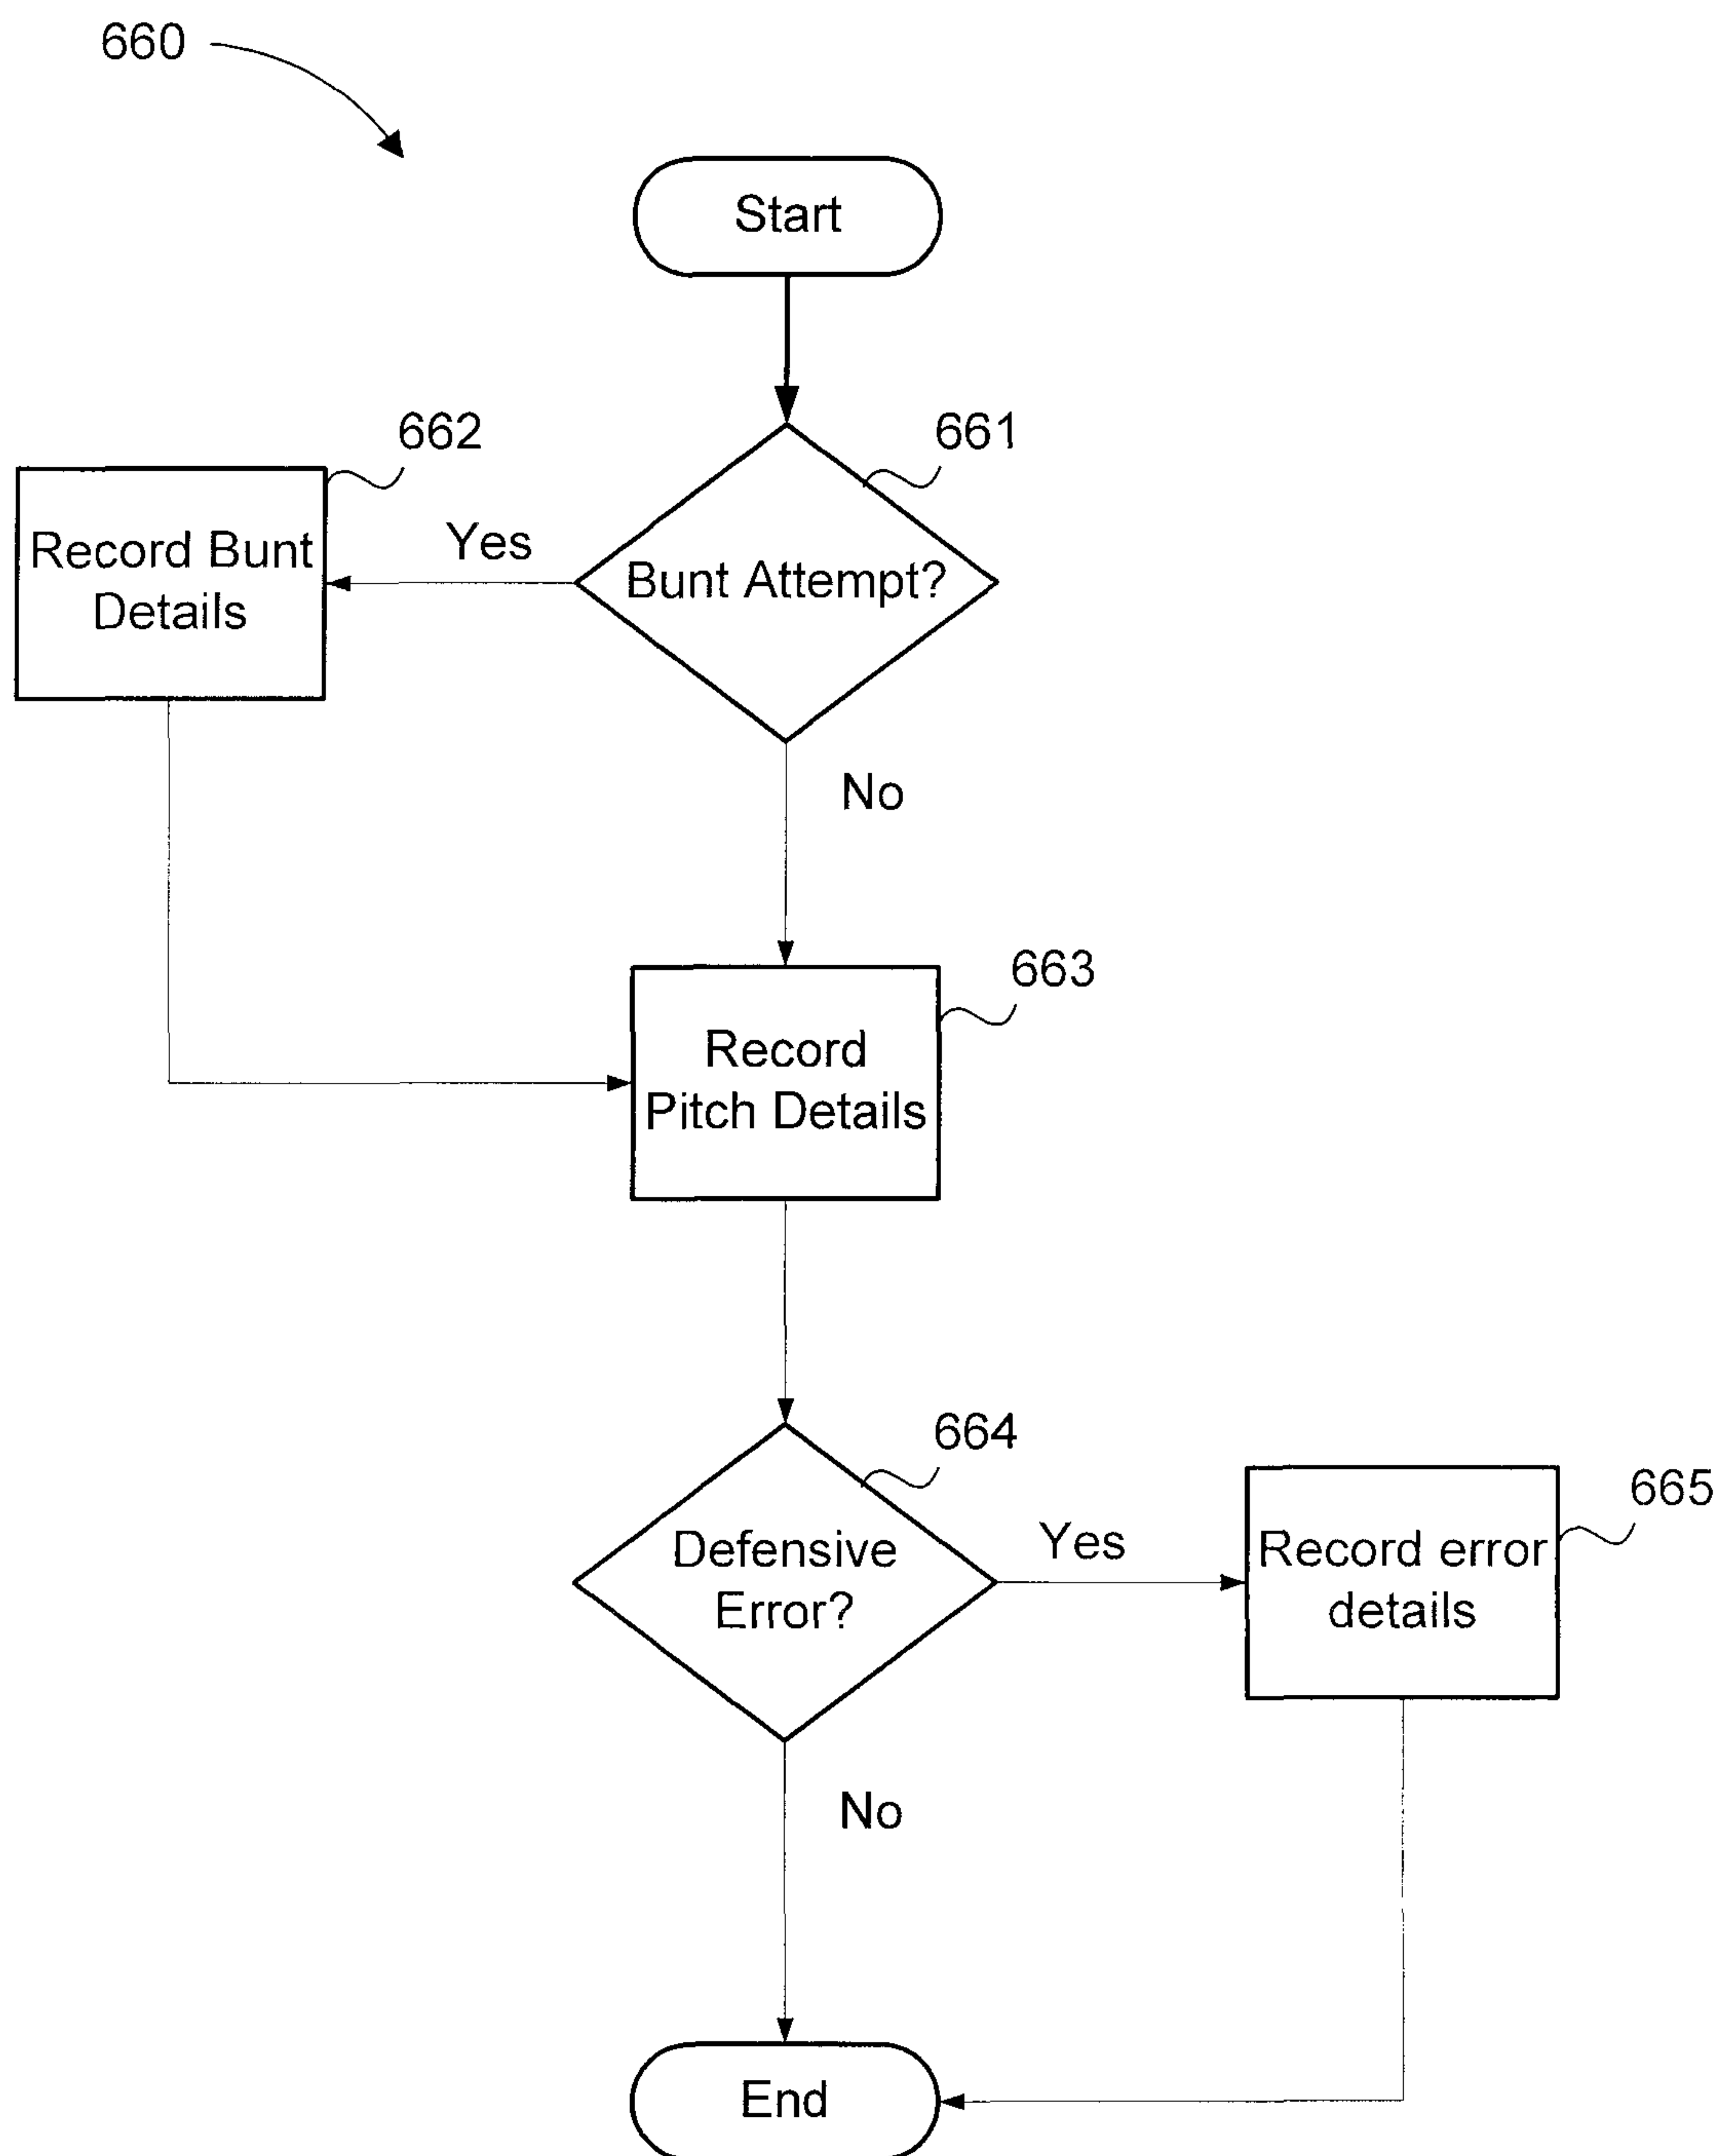 660
Start
662
661
Record Bunt
Details
Yes
Bunt Attempt?
No
663
Record
Pitch Details
664
665
Defensive
Error?
Yes
Record error
details
No
End